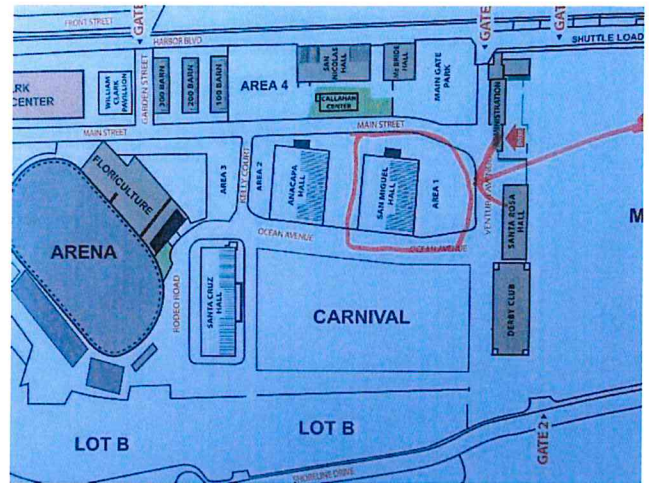 FRONT STREET
GATE
GATE
GATE
HARBOR BLVD
SHUTTLE LOAD
CENTER
WILLIAM
CLARK
PAVILLION
GARDEN STREET
300 BARN
200 BARN
100 BARN
AREA 4
SAN
NICOLAS
HALL
Mc BRIDE
HALL
CALLAHAN
CENTER
MAIN GATE
PARK
MAIN STREET
MAIN STREET
FLORICULTURE
AREA 3
KELLY COURT
AREA 2
ANACAPA
HALL
SAN MIGUEL
HALL
AREA 1
SANTA ROSA
HALL
M
OCEAN AVENUE
OCEAN AVENUE
ARENA
RODEO ROAD
SANTA CRUZ
HALL
CARNIVAL
DERBY CLUB
LOT B
LOT B
GATE 2
SHORELINE DRIVE